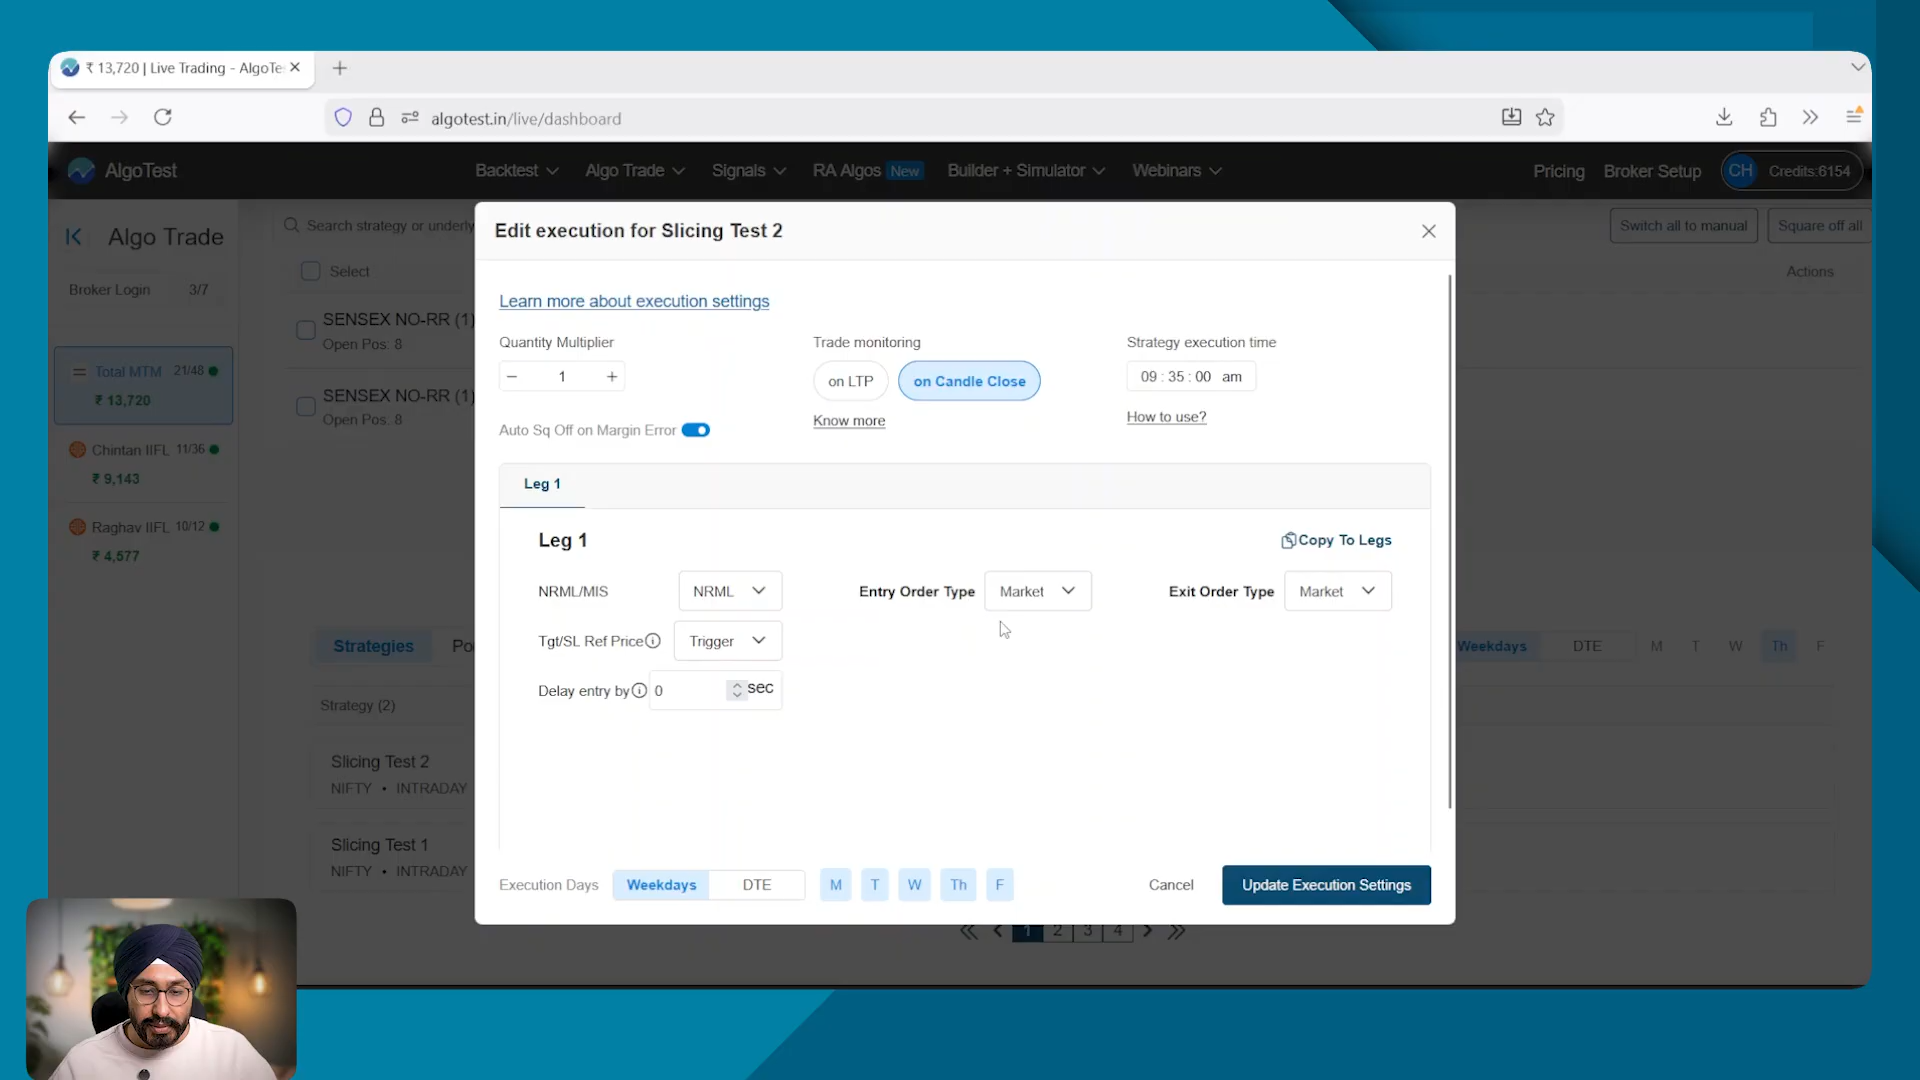 ₹ 13,720 | Live Trading - AlgoTe
algotest.in/live/dashboard
AlgoTest
Backtest
Algo Trade
Signals
RA Algos New
Builder + Simulator
Webinars
Pricing
Broker Setup
CH
Credits:6154
Algo Trade
Broker Login 3/7
Total MTM 21/48
₹ 13,720
Chintan IIFL 11/36
₹ 9,143
Raghav IIFL 10/12
₹ 4,577
Search strategy or underly
Switch all to manual
Square off all
Select
Actions
SENSEX NO-RR (1)
Open Pos: 8
SENSEX NO-RR (1)
Open Pos: 8
Strategies
Po
Weekdays
DTE
M T W Th F
Strategy (2)
Slicing Test 2
NIFTY • INTRADAY
Slicing Test 1
NIFTY • INTRADAY
Edit execution for Slicing Test 2
Learn more about execution settings
Quantity Multiplier
− 1 +
Auto Sq Off on Margin Error
Trade monitoring
on LTP
on Candle Close
Know more
Strategy execution time
09 : 35 : 00 am
How to use?
Leg 1
Leg 1
Copy To Legs
NRML/MIS NRML
Entry Order Type Market
Exit Order Type Market
Tgt/SL Ref Price Trigger
Delay entry by 0 sec
Execution Days
Weekdays
DTE
M T W Th F
Cancel
Update Execution Settings
1 2 3 4